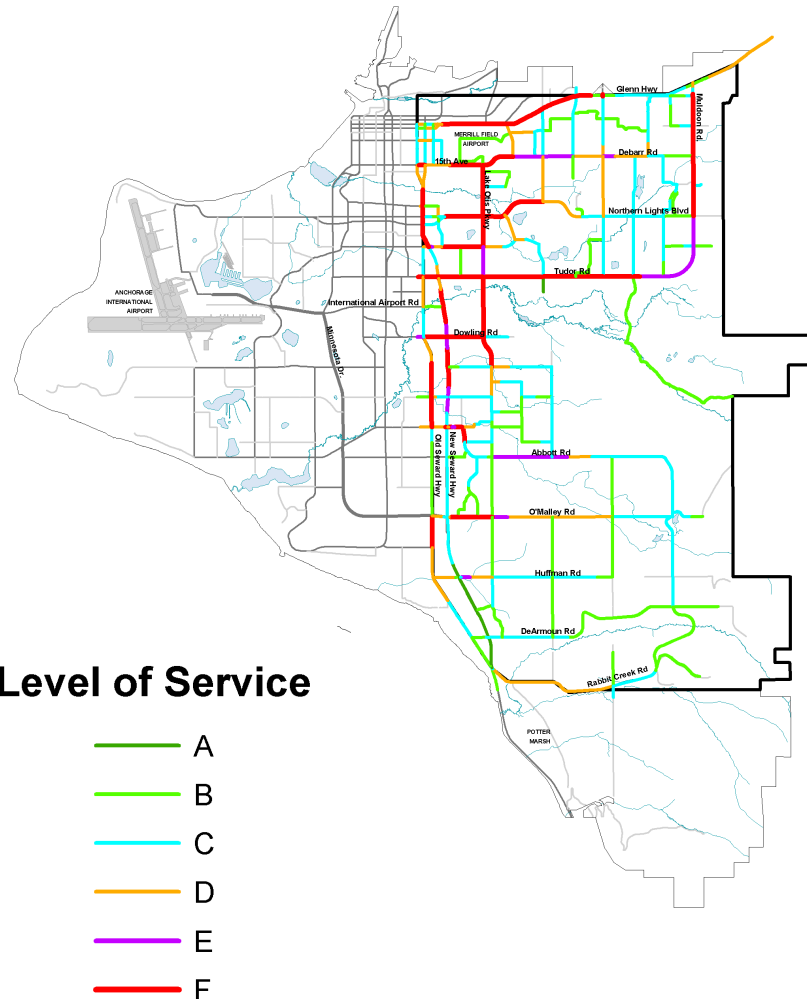 Glenn Hwy
Muldoon Rd.
MERRILL FIELD
AIRPORT
Debarr Rd
15th Ave
Lake Otis Pkwy
Northern Lights Blvd
Tudor Rd
ANCHORAGE
INTERNATIONAL
AIRPORT
International Airport Rd
Minnesota Dr.
Dowling Rd
Old Seward Hwy
New Seward Hwy
Abbott Rd
O'Malley Rd
Huffman Rd
DeArmoun Rd
Rabbit Creek Rd
Level of Service
POTTER
MARSH
A
B
C
D
E
F